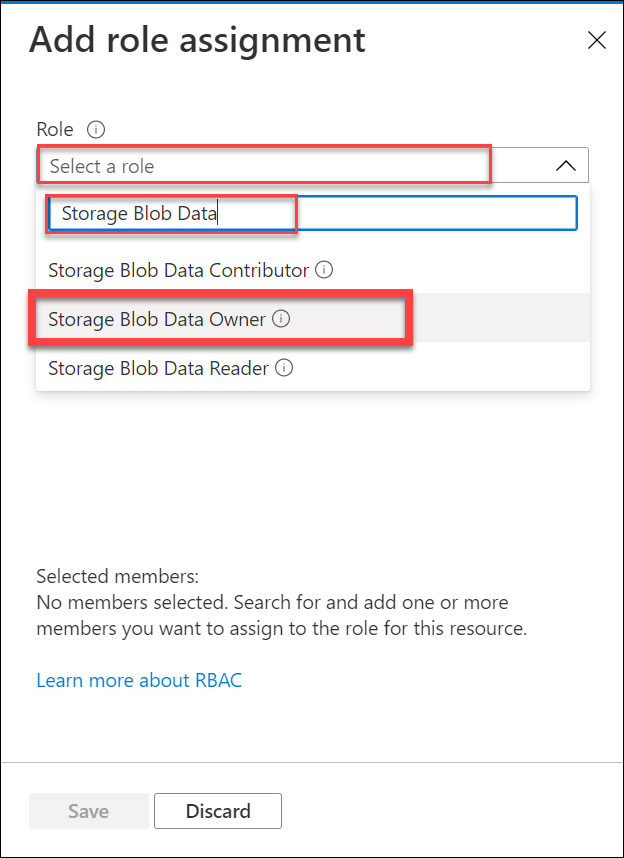 Add role assignment
Role
Select a role
Storage Blob Data
Storage Blob Data Contributor
Storage Blob Data Owner
Storage Blob Data Reader
Selected members:
No members selected. Search for and add one or more
members you want to assign to the role for this resource.
Learn more about RBAC
Save
Discard